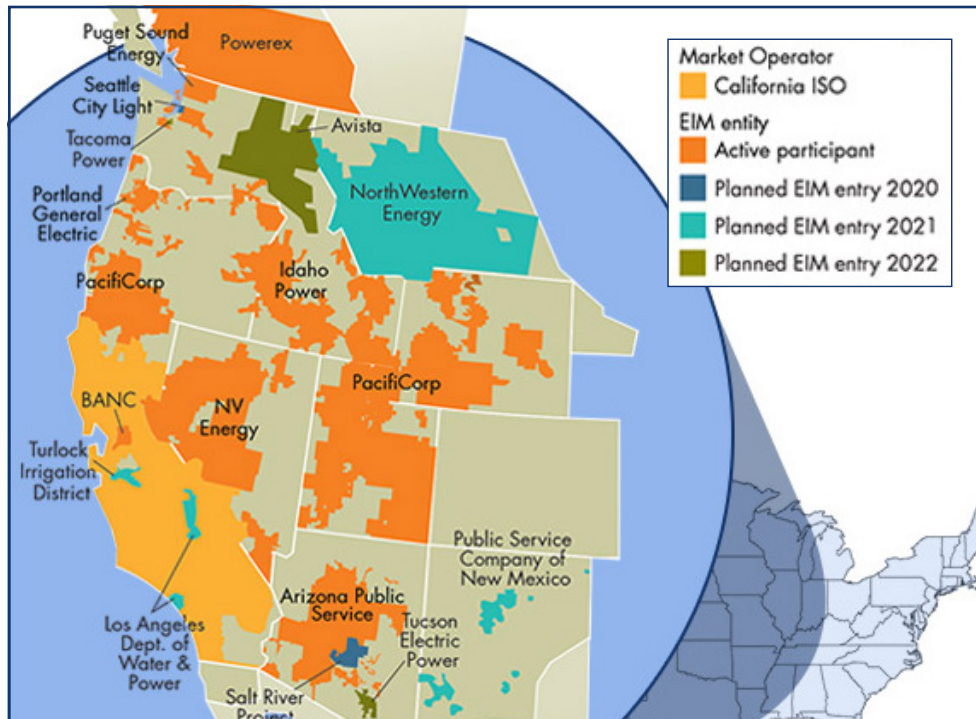 Puget Sound
Energy
Powerex
Seattle
City Light
Tacoma
Power
Avista
Portland
General
Electric
NorthWestern
Energy
PacifiCorp
Idaho
Power
PacifiCorp
BANC
NV
Energy
Turlock
Irrigation
District
Public Service
Company of
New Mexico
Arizona Public
Service
Los Angeles
Dept. of
Water &
Power
Tucson
Electric
Power
Salt River
Project
Market Operator
California ISO
EIM entity
Active participant
Planned EIM entry 2020
Planned EIM entry 2021
Planned EIM entry 2022